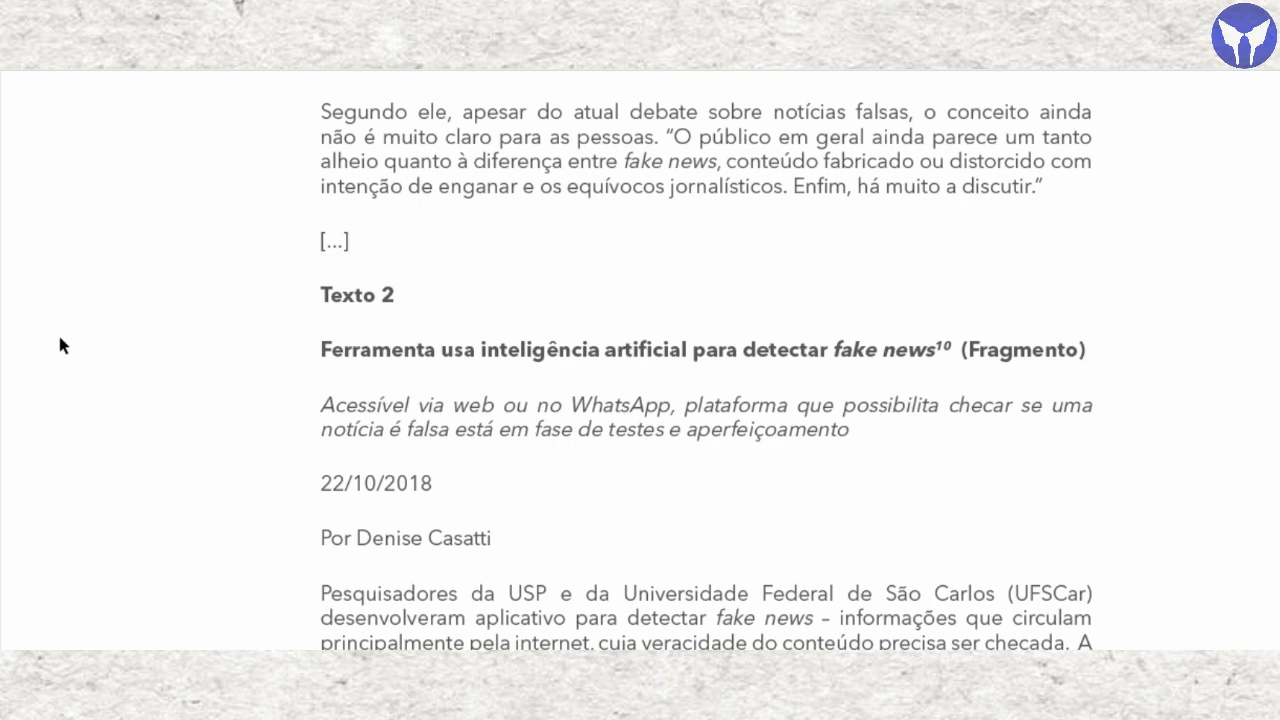 Segundo ele, apesar do atual debate sobre notícias falsas, o conceito ainda
não é muito claro para as pessoas. “O público em geral ainda parece um tanto
alheio quanto à diferença entre fake news, conteúdo fabricado ou distorcido com
intenção de enganar e os equívocos jornalísticos. Enfim, há muito a discutir.”
[...]
Texto 2
Ferramenta usa inteligência artificial para detectar fake news¹⁰ (Fragmento)
Acessível via web ou no WhatsApp, plataforma que possibilita checar se uma
notícia é falsa está em fase de testes e aperfeiçoamento
22/10/2018
Por Denise Casatti
Pesquisadores da USP e da Universidade Federal de São Carlos (UFSCar)
desenvolveram aplicativo para detectar fake news – informações que circulam
principalmente pela internet, cuja veracidade do conteúdo precisa ser checada. A